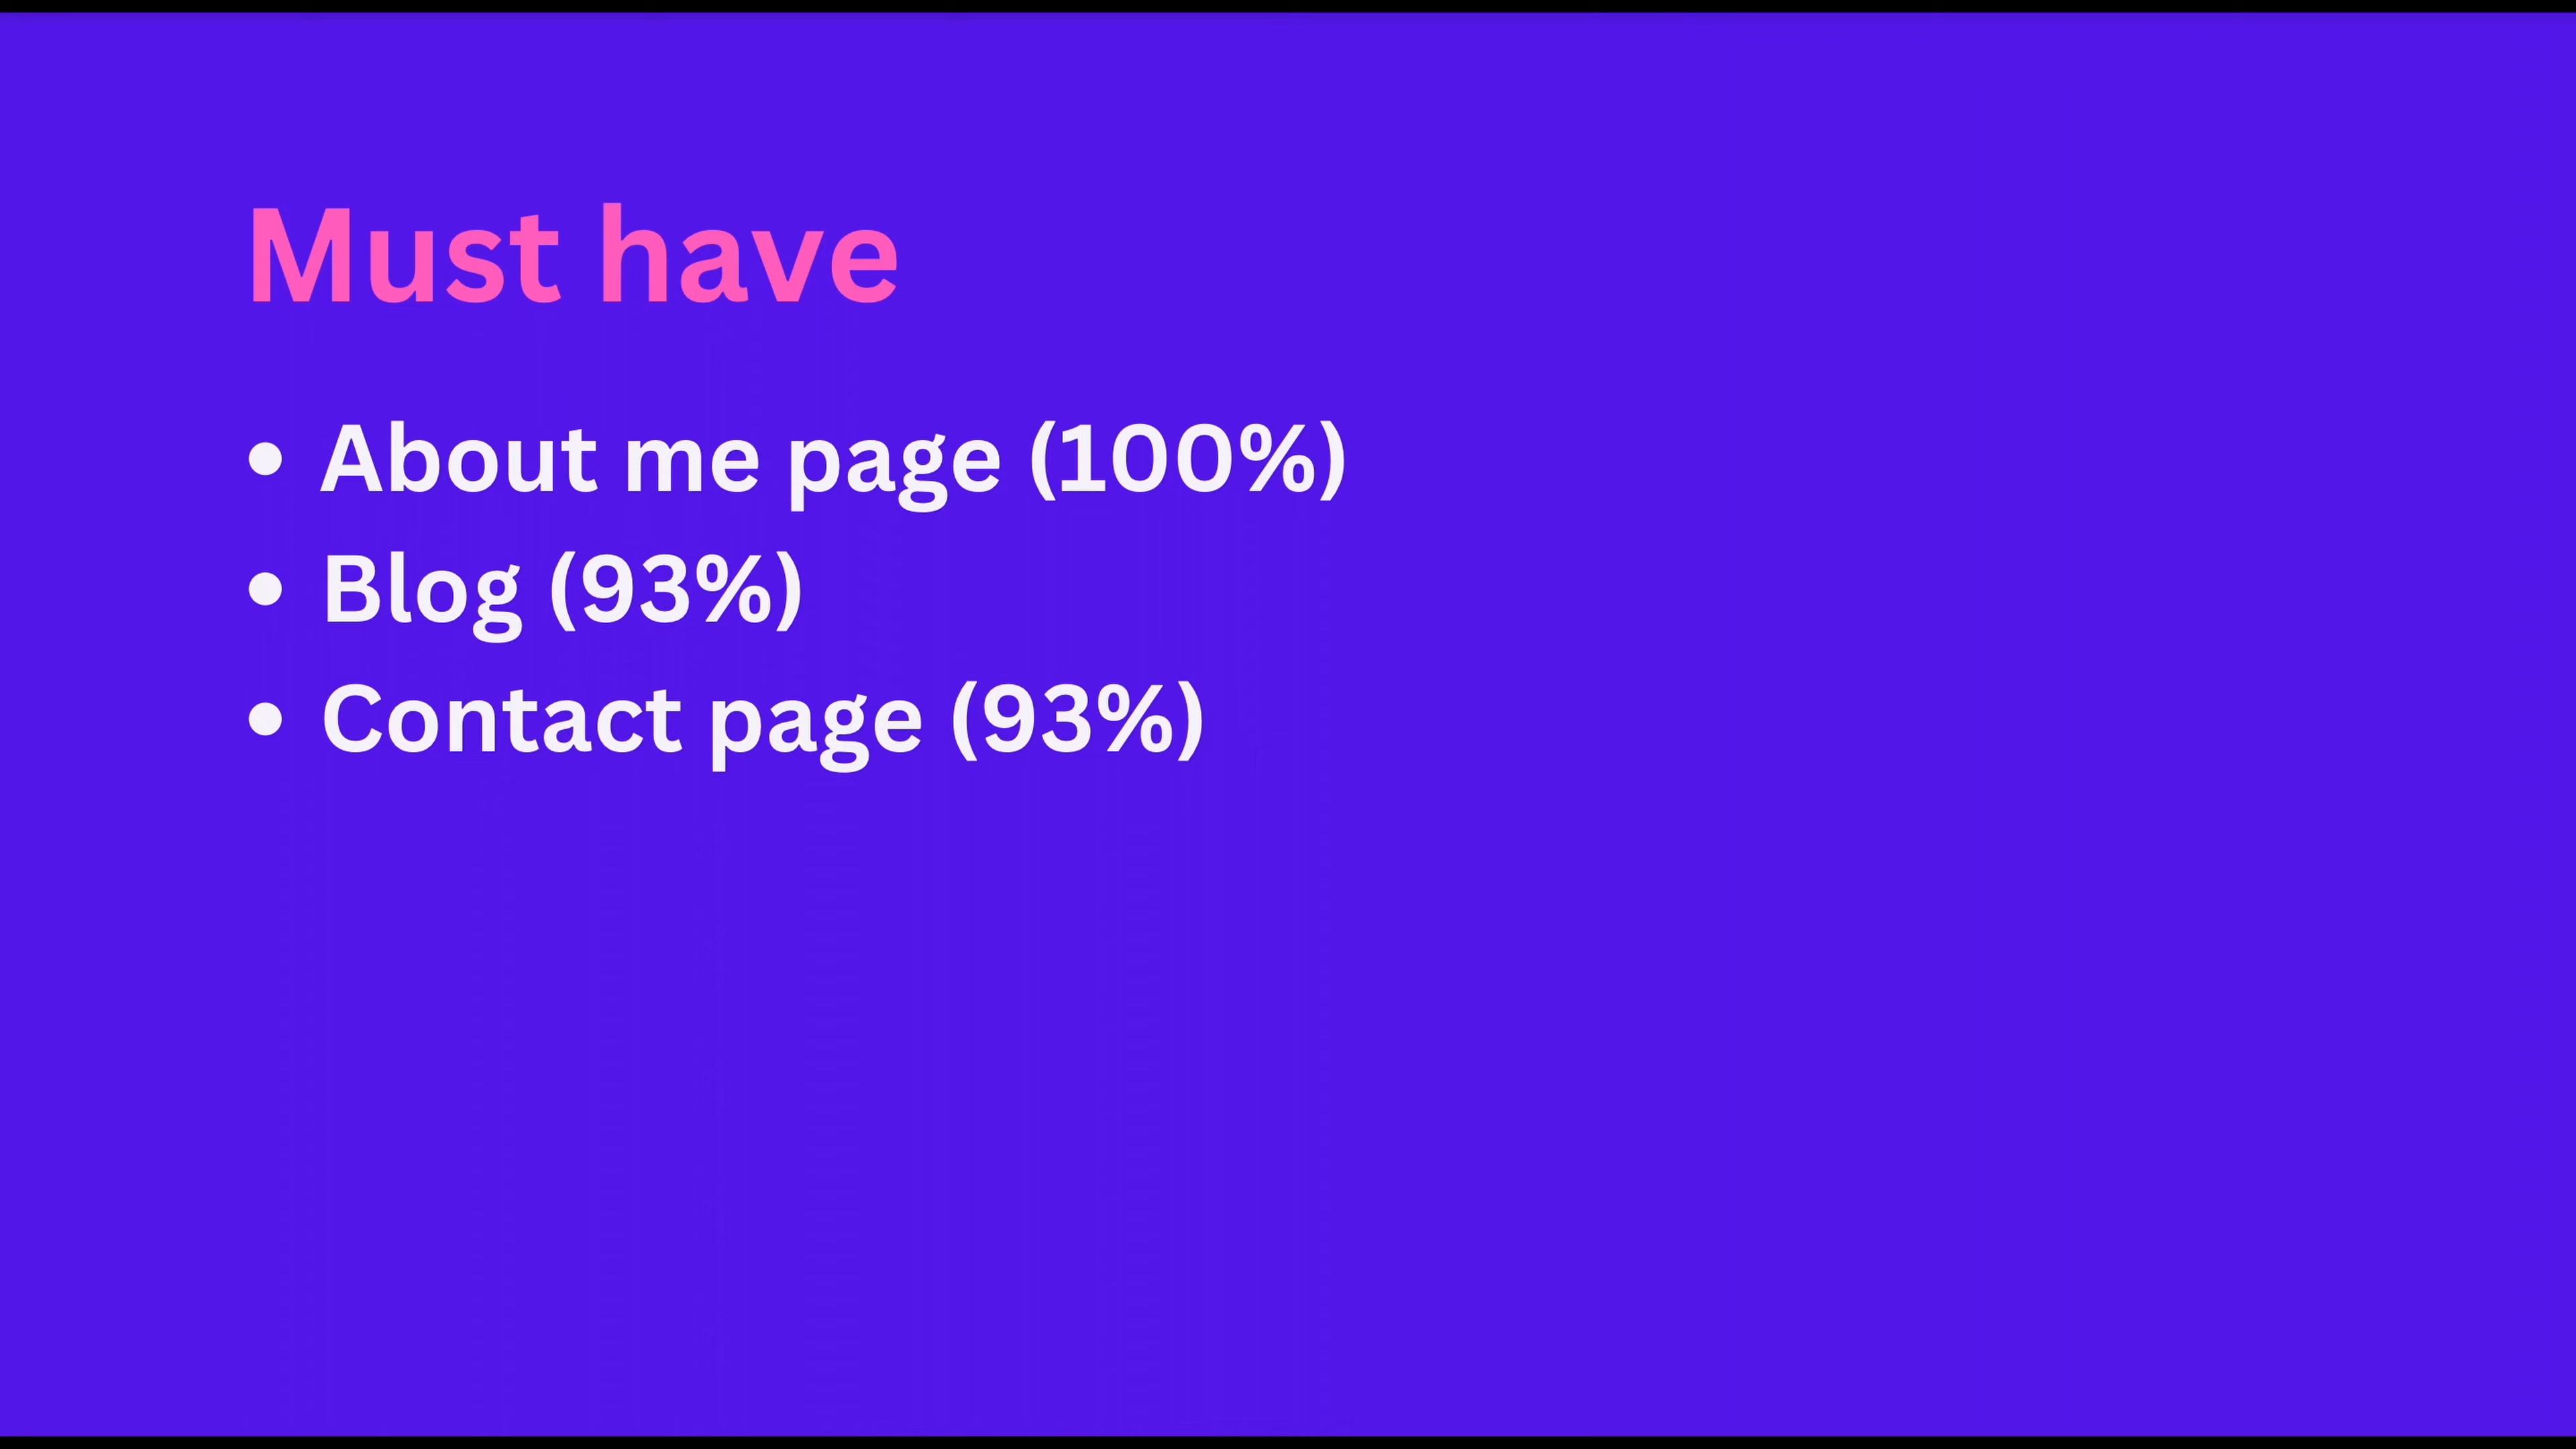 Must have
• About me page (100%)
• Blog (93%)
• Contact page (93%)